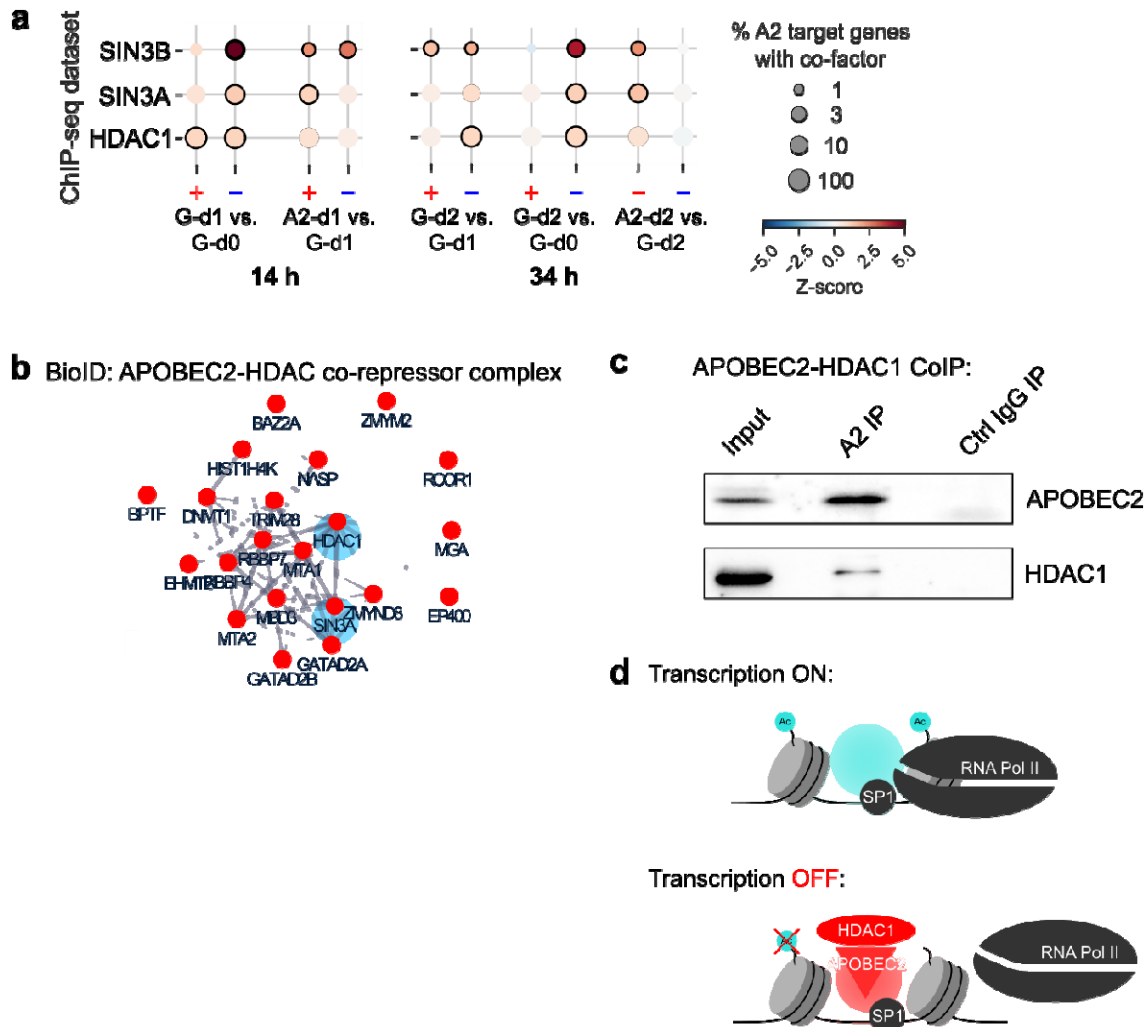 a
ChIP-seq dataset
SIN3B
SIN3A
HDAC1
+ − + − + − + − − −
G-d1 vs. G-d0
A2-d1 vs. G-d1
G-d2 vs. G-d1
G-d2 vs. G-d0
A2-d2 vs. G-d2
14 h
34 h
% A2 target genes
with co-factor
1
3
10
100
−5.0 −2.5 0.0 2.5 5.0
Z-score
b BioID: APOBEC2-HDAC co-repressor complex
BAZ2A
ZMYM2
HIST1H4K
NASP
RCOR1
BPTF
DNMT1
TRIM28
HDAC1
MGA
RBBP7
MTA1
RBBP4
MBD3
ZMYND8
SIN3A
EP400
MTA2
GATAD2A
GATAD2B
c APOBEC2-HDAC1 CoIP:
Input
A2 IP
Ctrl IgG IP
APOBEC2
HDAC1
d Transcription ON:
Ac
Ac
RNA Pol II
SP1
Transcription OFF:
Ac
HDAC1
APOBEC2
RNA Pol II
SP1